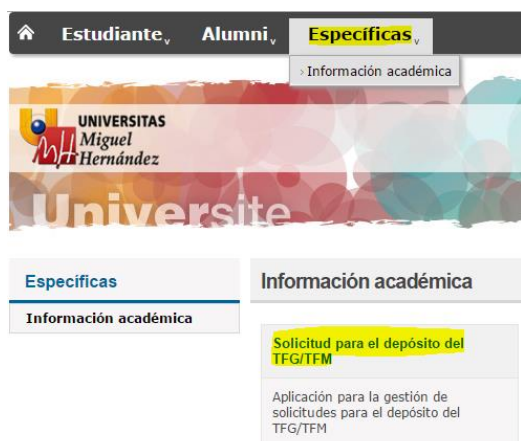 Estudiante v Alumni v Específicas v
› Información académica
UNIVERSITAS
Miguel
Hernández
Universite
Específicas
Información académica
Información académica
Solicitud para el depósito del
TFG/TFM
Aplicación para la gestión de
solicitudes para el depósito del
TFG/TFM